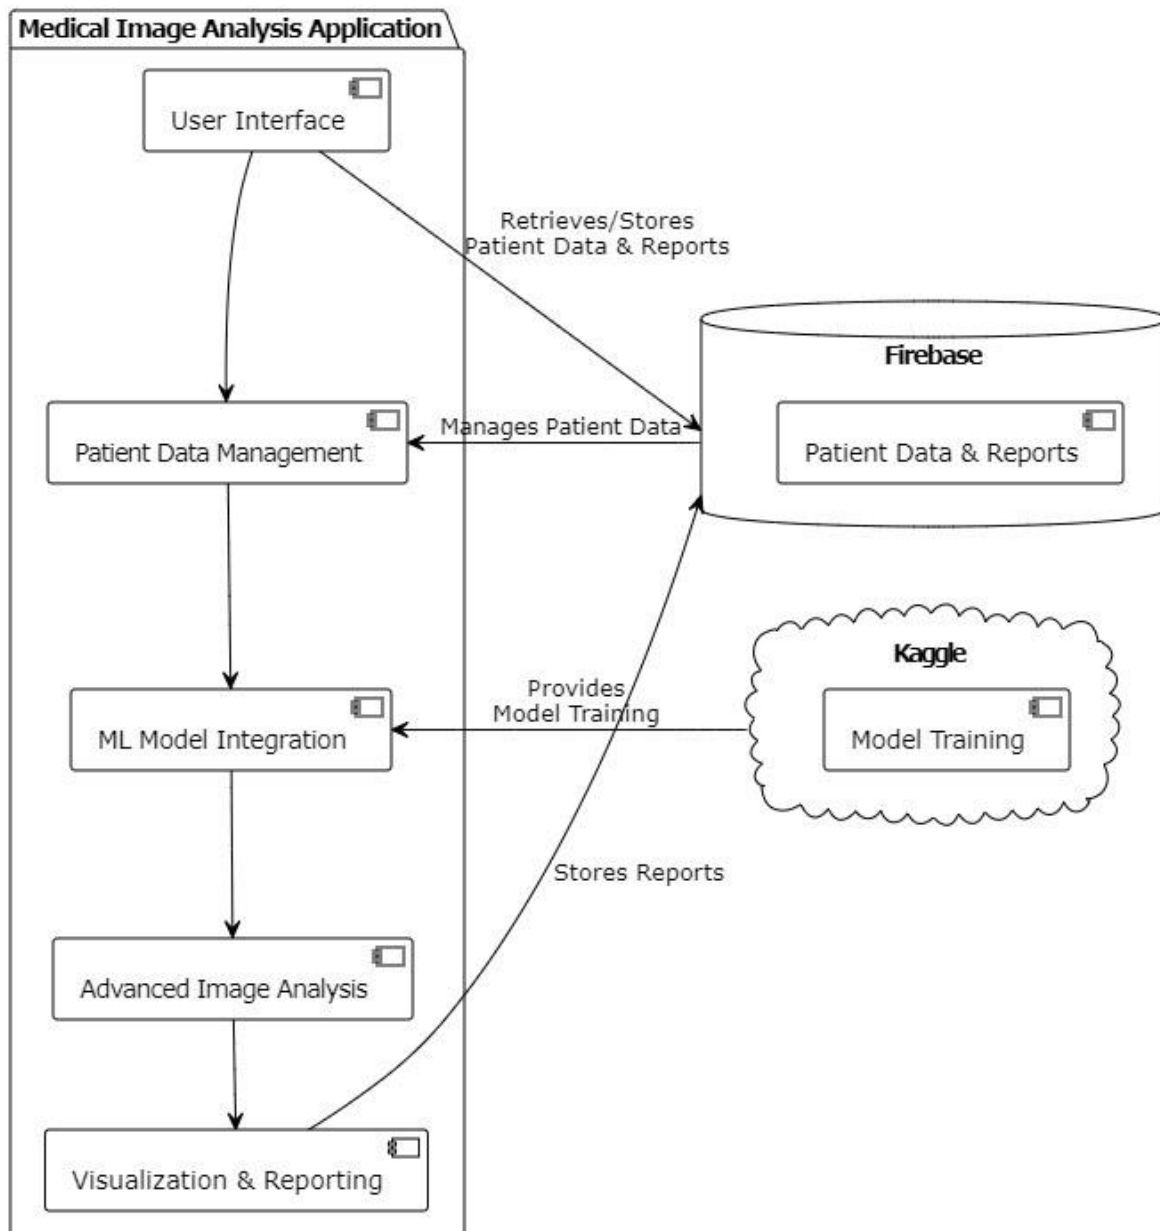 Medical Image Analysis Application
User Interface
Retrieves/Stores
Patient Data & Reports
Firebase
Manages Patient Data
Patient Data Management
Patient Data & Reports
Kaggle
Provides
Model Training
ML Model Integration
Model Training
Stores Reports
Advanced Image Analysis
Visualization & Reporting